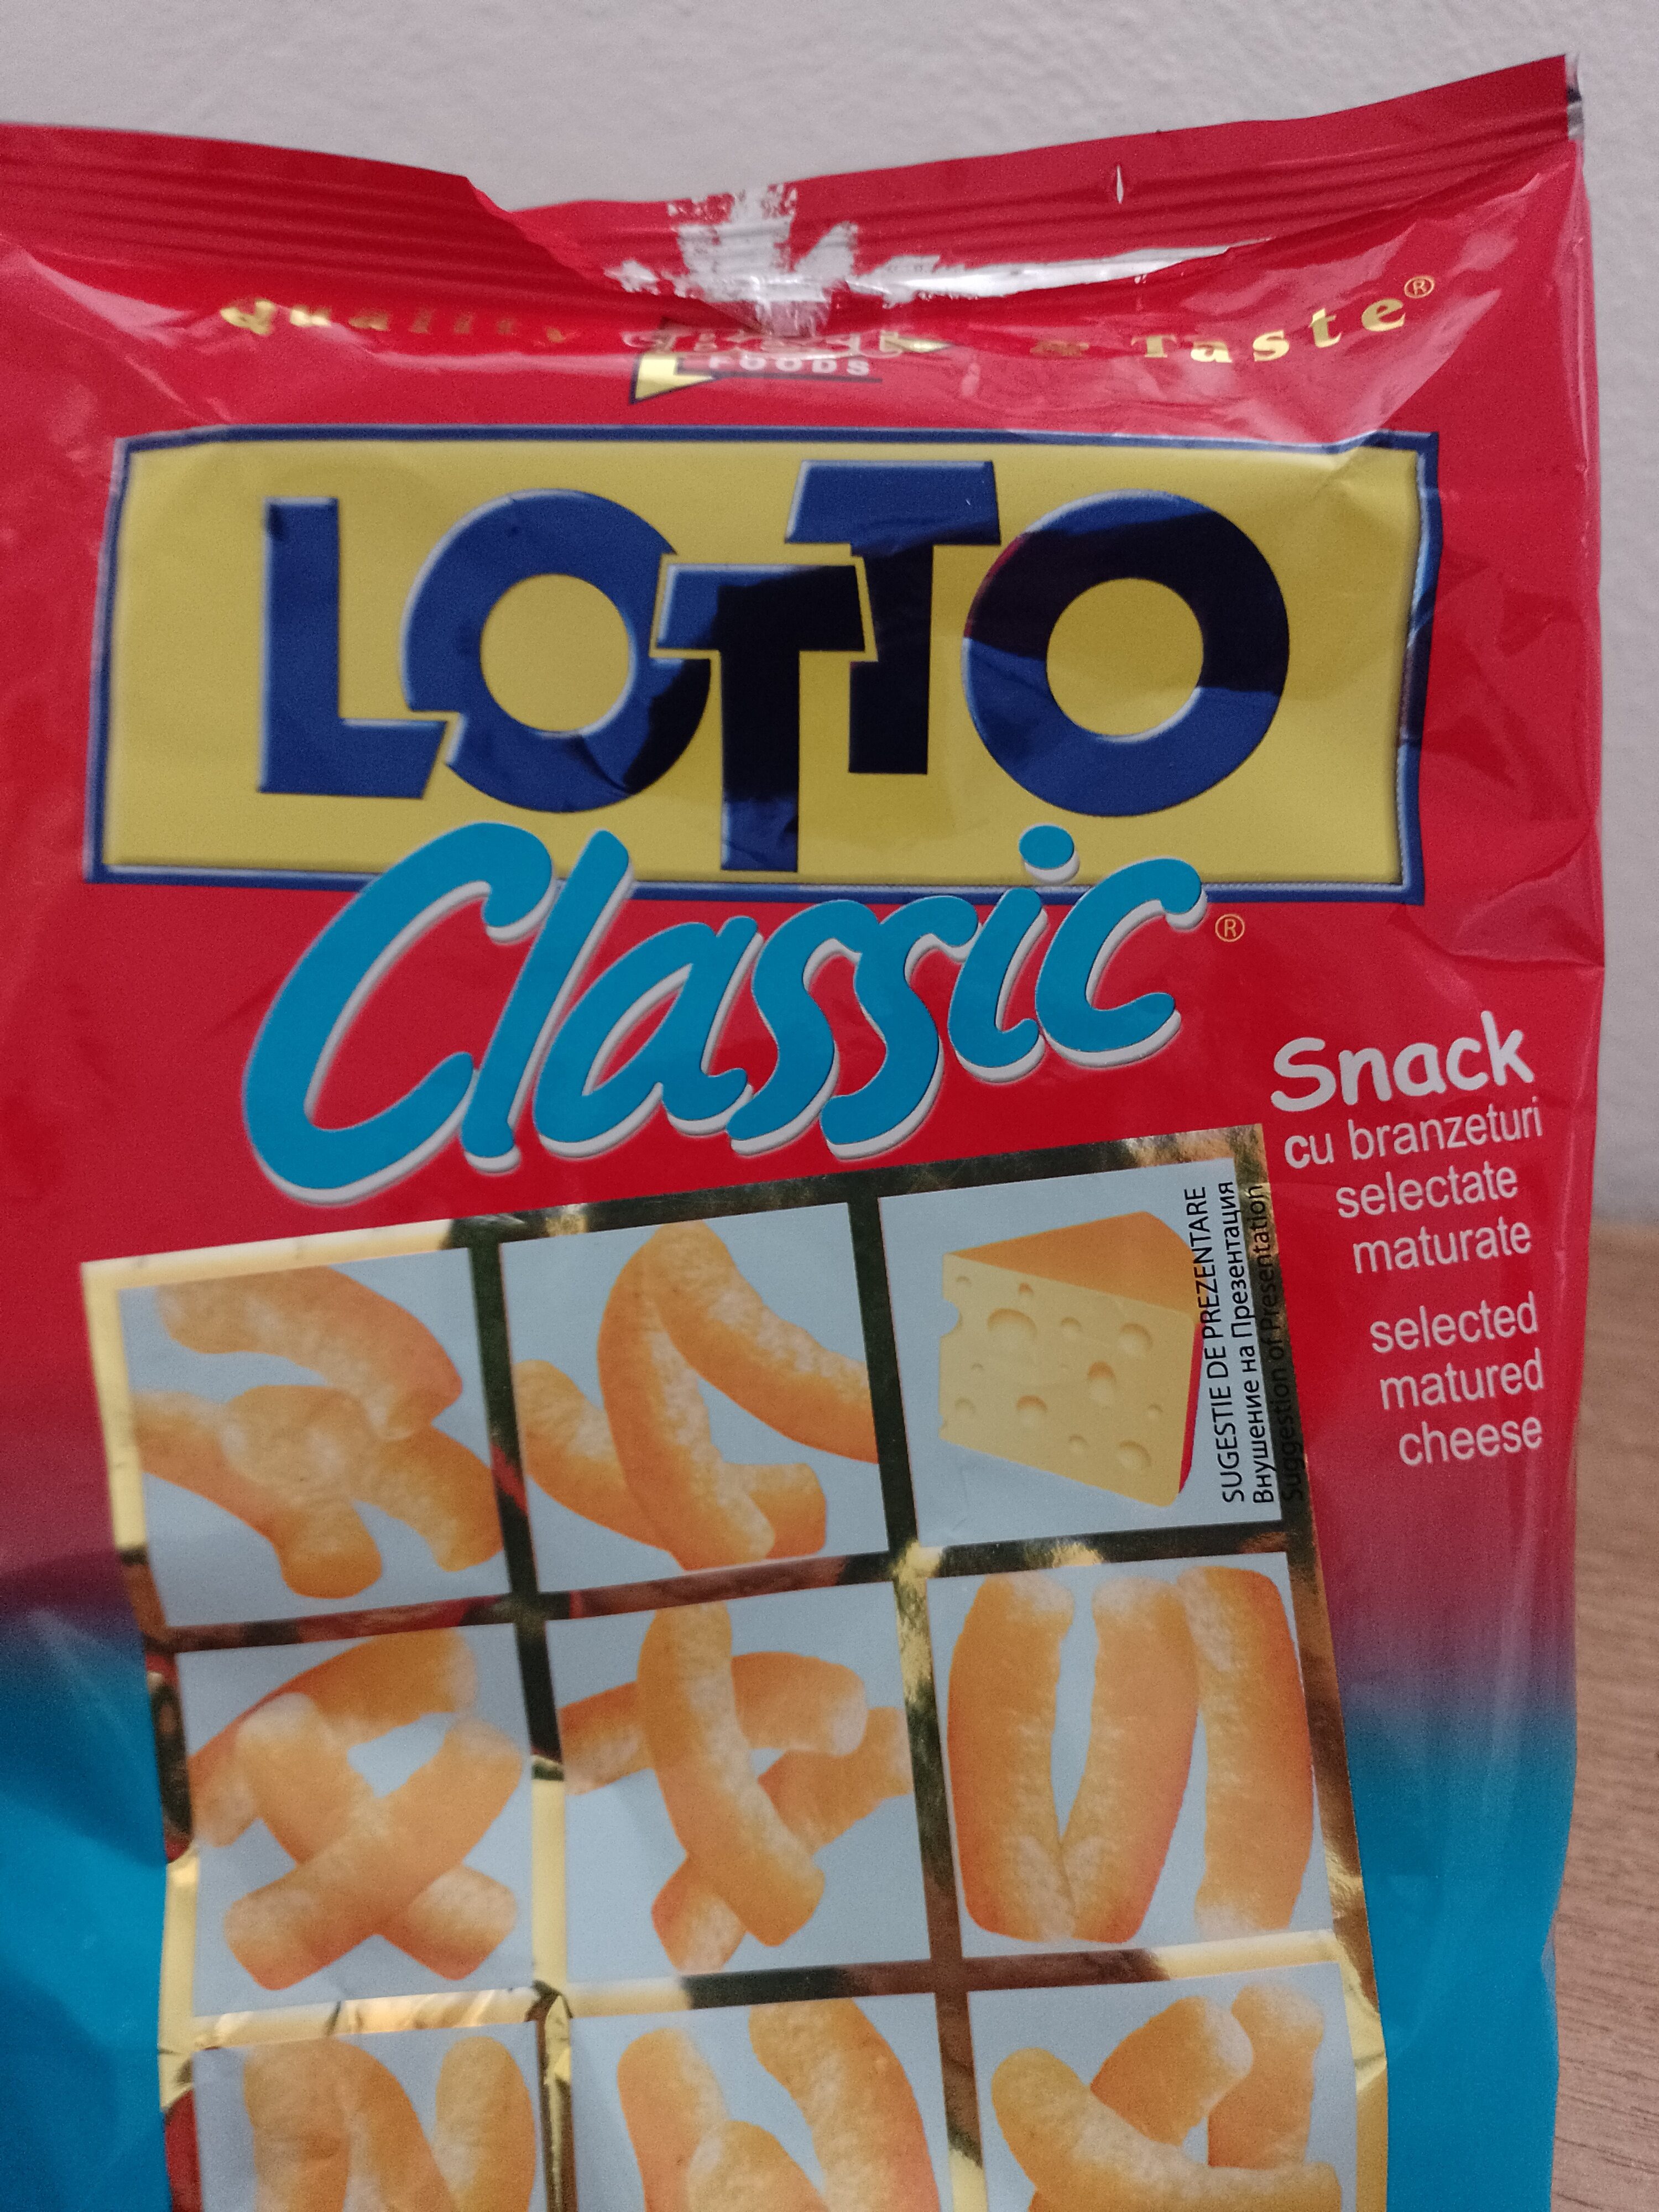 Quality & Taste®
FOODS
LOTTO
Classic®
Snack
cu branzeturi
selectate
maturate
selected
matured
cheese
SUGESTIE DE PREZENTARE
Внушение на Презентация
Suggestion of Presentation